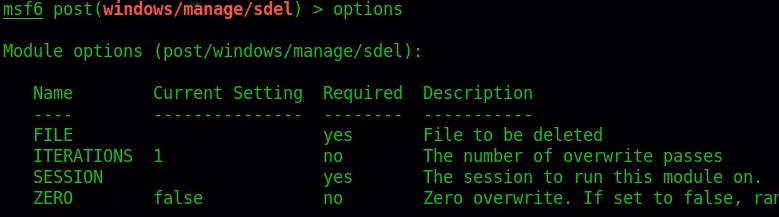 msf6 post(windows/manage/sdel) > options
Module options (post/windows/manage/sdel):
Name Current Setting Required Description
---- --------------- -------- -----------
FILE yes File to be deleted
ITERATIONS 1 no The number of overwrite passes
SESSION yes The session to run this module on.
ZERO false no Zero overwrite. If set to false,